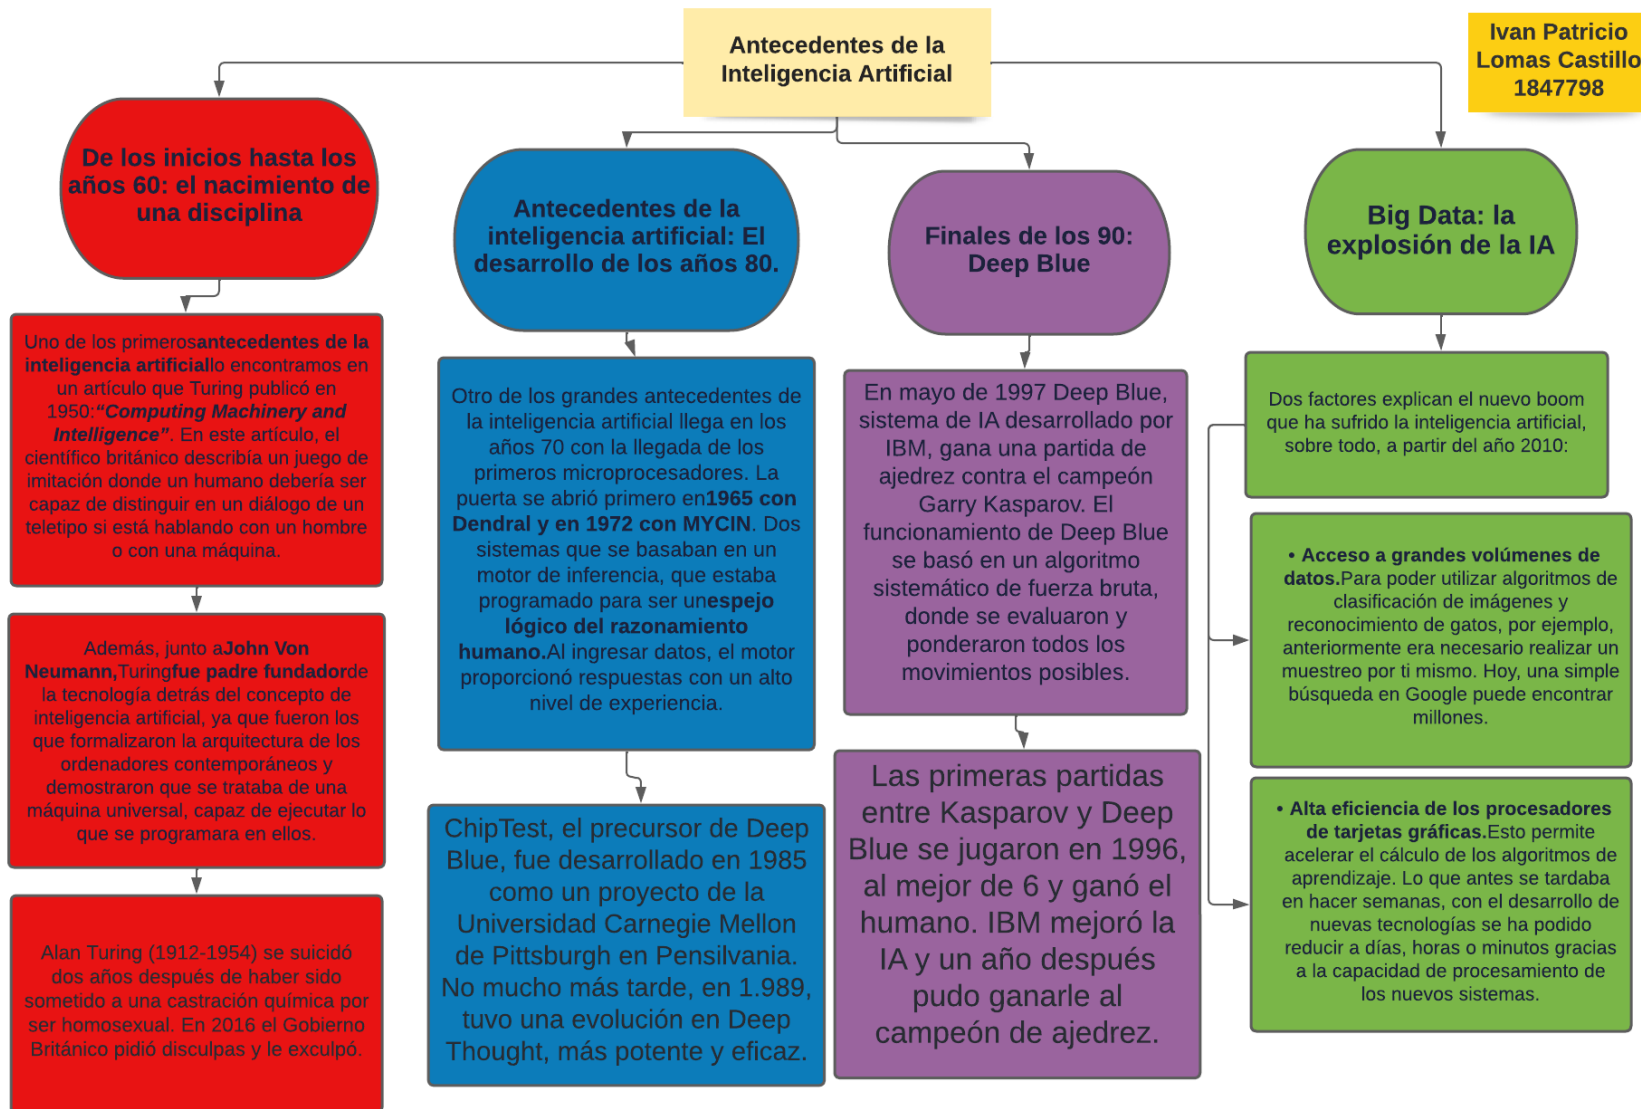 Antecedentes de la
Inteligencia Artificial
Ivan Patricio
Lomas Castillo
1847798
De los inicios hasta los
años 60: el nacimiento de
una disciplina
Uno de los primerosantecedentes de la
inteligencia artificiallo encontramos en
un artículo que Turing publicó en
1950:“Computing Machinery and
Intelligence”. En este artículo, el
científico británico describía un juego de
imitación donde un humano debería ser
capaz de distinguir en un diálogo de un
teletipo si está hablando con un hombre
o con una máquina.
Además, junto aJohn Von
Neumann,Turingfue padre fundadorde
la tecnología detrás del concepto de
inteligencia artificial, ya que fueron los
que formalizaron la arquitectura de los
ordenadores contemporáneos y
demostraron que se trataba de una
máquina universal, capaz de ejecutar lo
que se programara en ellos.
Alan Turing (1912-1954) se suicidó
dos años después de haber sido
sometido a una castración química por
ser homosexual. En 2016 el Gobierno
Británico pidió disculpas y le exculpó.
Antecedentes de la
inteligencia artificial: El
desarrollo de los años 80.
Otro de los grandes antecedentes de
la inteligencia artificial llega en los
años 70 con la llegada de los
primeros microprocesadores. La
puerta se abrió primero en1965 con
Dendral y en 1972 con MYCIN. Dos
sistemas que se basaban en un
motor de inferencia, que estaba
programado para ser unespejo
lógico del razonamiento
humano.Al ingresar datos, el motor
proporcionó respuestas con un alto
nivel de experiencia.
ChipTest, el precursor de Deep
Blue, fue desarrollado en 1985
como un proyecto de la
Universidad Carnegie Mellon
de Pittsburgh en Pensilvania.
No mucho más tarde, en 1.989,
tuvo una evolución en Deep
Thought, más potente y eficaz.
Finales de los 90:
Deep Blue
En mayo de 1997 Deep Blue,
sistema de IA desarrollado por
IBM, gana una partida de
ajedrez contra el campeón
Garry Kasparov. El
funcionamiento de Deep Blue
se basó en un algoritmo
sistemático de fuerza bruta,
donde se evaluaron y
ponderaron todos los
movimientos posibles.
Las primeras partidas
entre Kasparov y Deep
Blue se jugaron en 1996,
al mejor de 6 y ganó el
humano. IBM mejoró la
IA y un año después
pudo ganarle al
campeón de ajedrez.
Big Data: la
explosión de la IA
Dos factores explican el nuevo boom
que ha sufrido la inteligencia artificial,
sobre todo, a partir del año 2010:
• Acceso a grandes volúmenes de
datos.Para poder utilizar algoritmos de
clasificación de imágenes y
reconocimiento de gatos, por ejemplo,
anteriormente era necesario realizar un
muestreo por ti mismo. Hoy, una simple
búsqueda en Google puede encontrar
millones.
• Alta eficiencia de los procesadores
de tarjetas gráficas.Esto permite
acelerar el cálculo de los algoritmos de
aprendizaje. Lo que antes se tardaba
en hacer semanas, con el desarrollo de
nuevas tecnologías se ha podido
reducir a días, horas o minutos gracias
a la capacidad de procesamiento de
los nuevos sistemas.